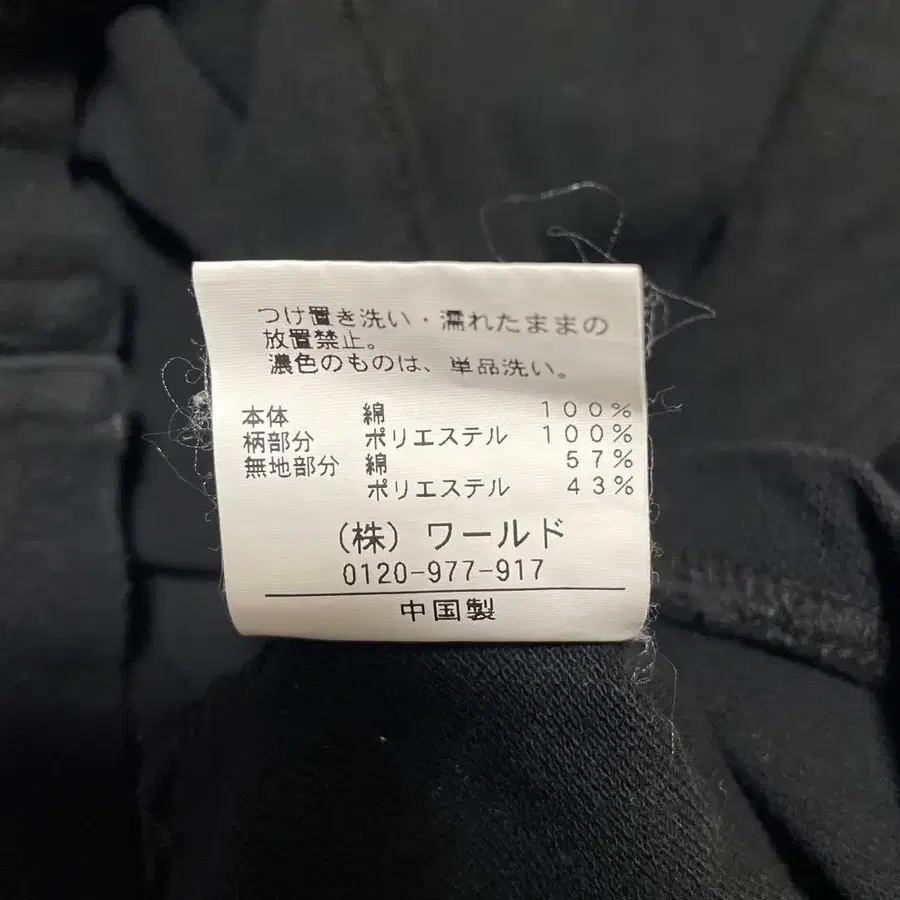 つけ置き洗い・濡れたままの
放置禁止。
濃色のものは、単品洗い。
本体 綿 100%
柄部分 ポリエステル 100%
無地部分 綿 57%
ポリエステル 43%
(株) ワールド
0120-977-917
中国製